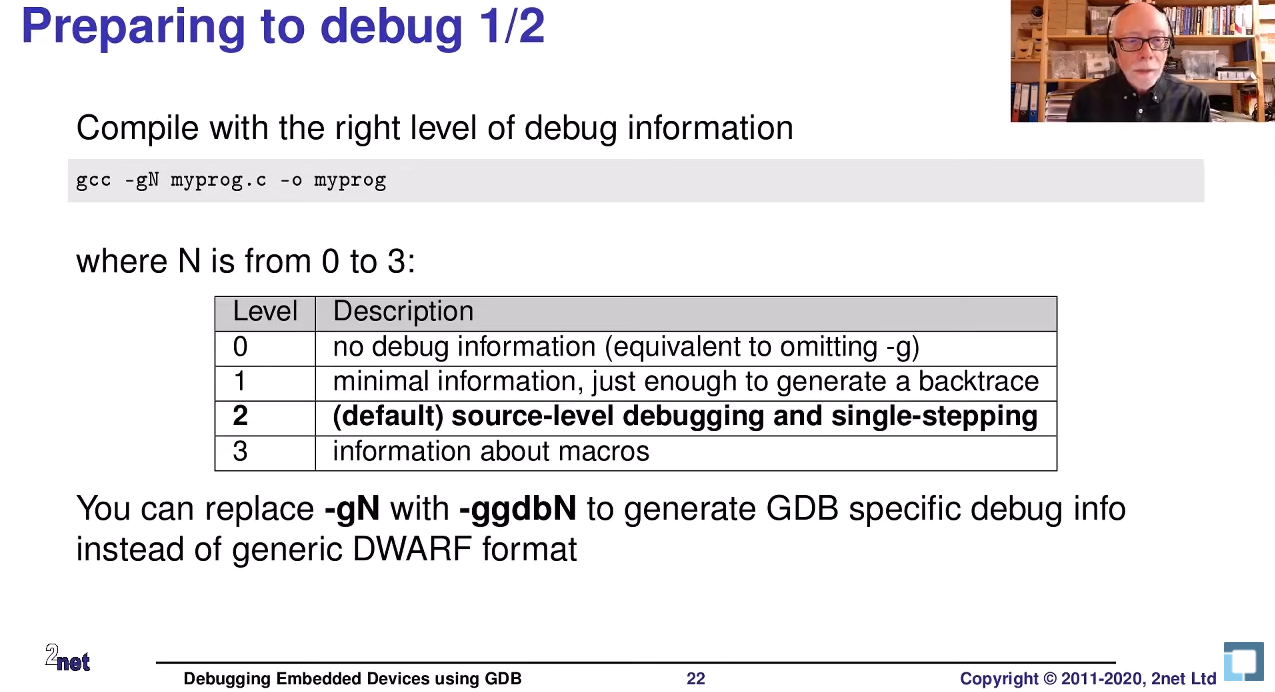 Preparing to debug 1/2
Compile with the right level of debug information
gcc -gN myprog.c -o myprog
where N is from 0 to 3:
Level Description
0 no debug information (equivalent to omitting -g)
1 minimal information, just enough to generate a backtrace
2 (default) source-level debugging and single-stepping
3 information about macros
You can replace -gN with -ggdbN to generate GDB specific debug info
instead of generic DWARF format
2net
Debugging Embedded Devices using GDB 22 Copyright © 2011-2020, 2net Ltd